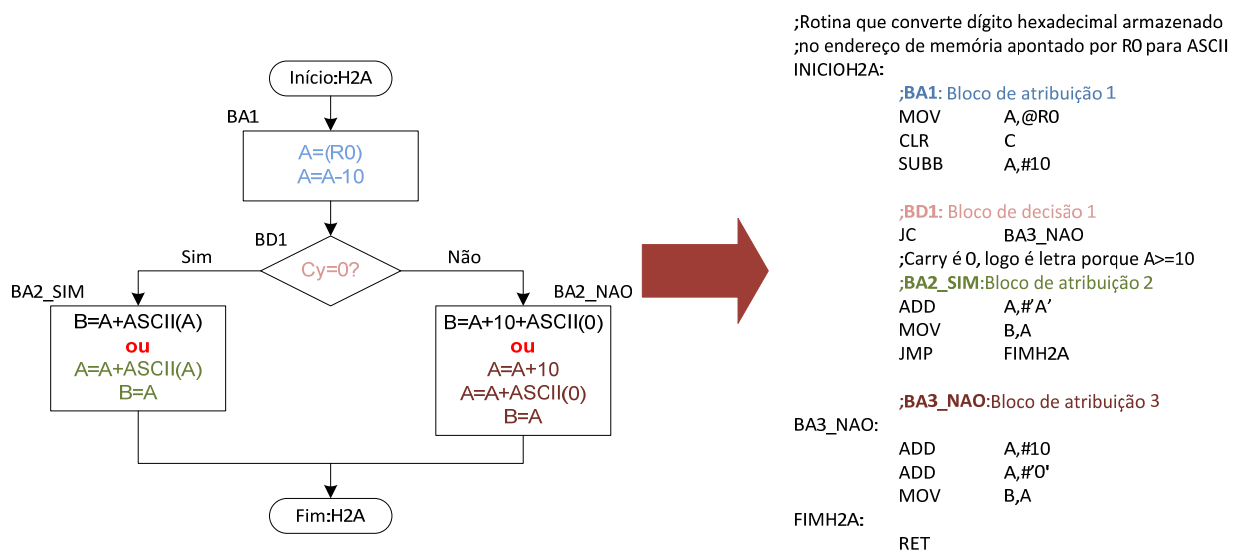 Início:H2A
BA1
A=(R0)
A=A-10
BD1
Cy=0?
Sim
Não
BA2_SIM
B=A+ASCII(A)
ou
A=A+ASCII(A)
B=A
BA2_NAO
B=A+10+ASCII(0)
ou
A=A+10
A=A+ASCII(0)
B=A
Fim:H2A
;Rotina que converte dígito hexadecimal armazenado
;no endereço de memória apontado por R0 para ASCII
INICIOH2A:
;BA1: Bloco de atribuição 1
MOV A,@R0
CLR C
SUBB A,#10
;BD1: Bloco de decisão 1
JC BA3_NAO
;Carry é 0, logo é letra porque A>=10
;BA2_SIM:Bloco de atribuição 2
ADD A,#’A’
MOV B,A
JMP FIMH2A
;BA3_NAO:Bloco de atribuição 3
BA3_NAO:
ADD A,#10
ADD A,#’0'
MOV B,A
FIMH2A:
RET